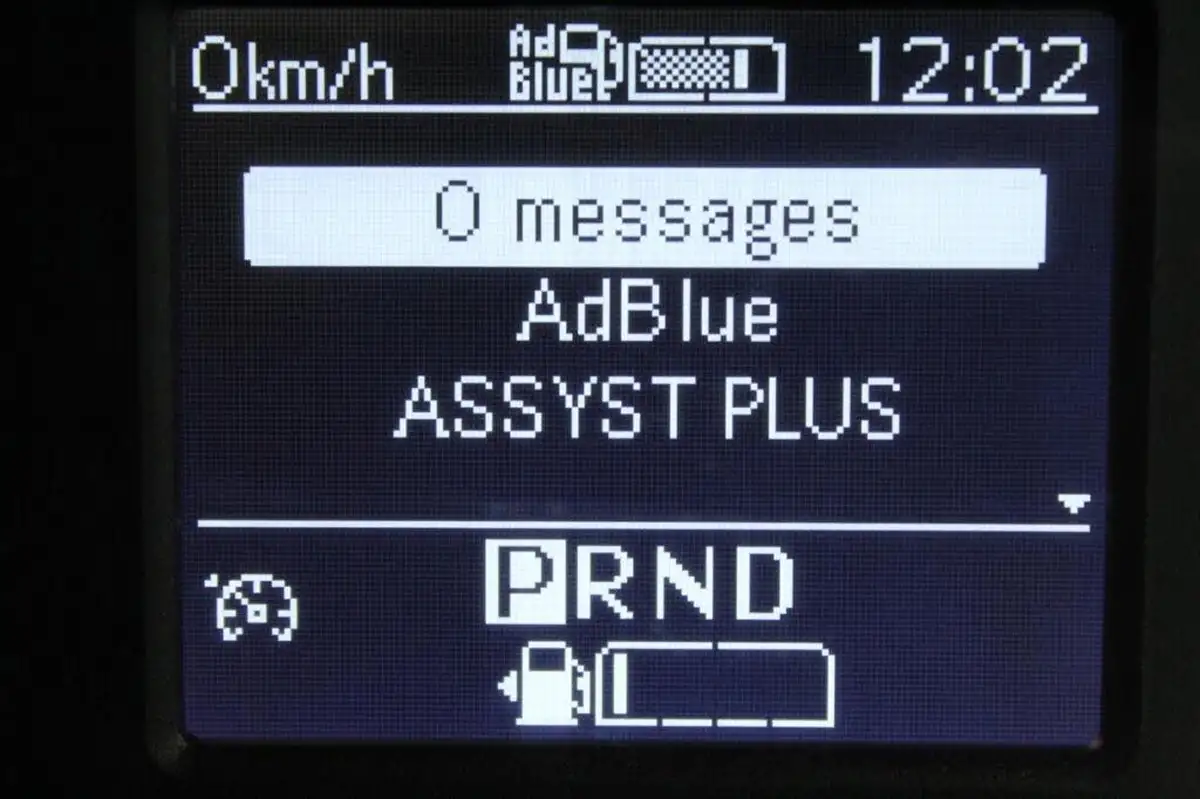 0km/h AdBlue 12:02
0 messages
AdBlue
ASSYST PLUS
PRND